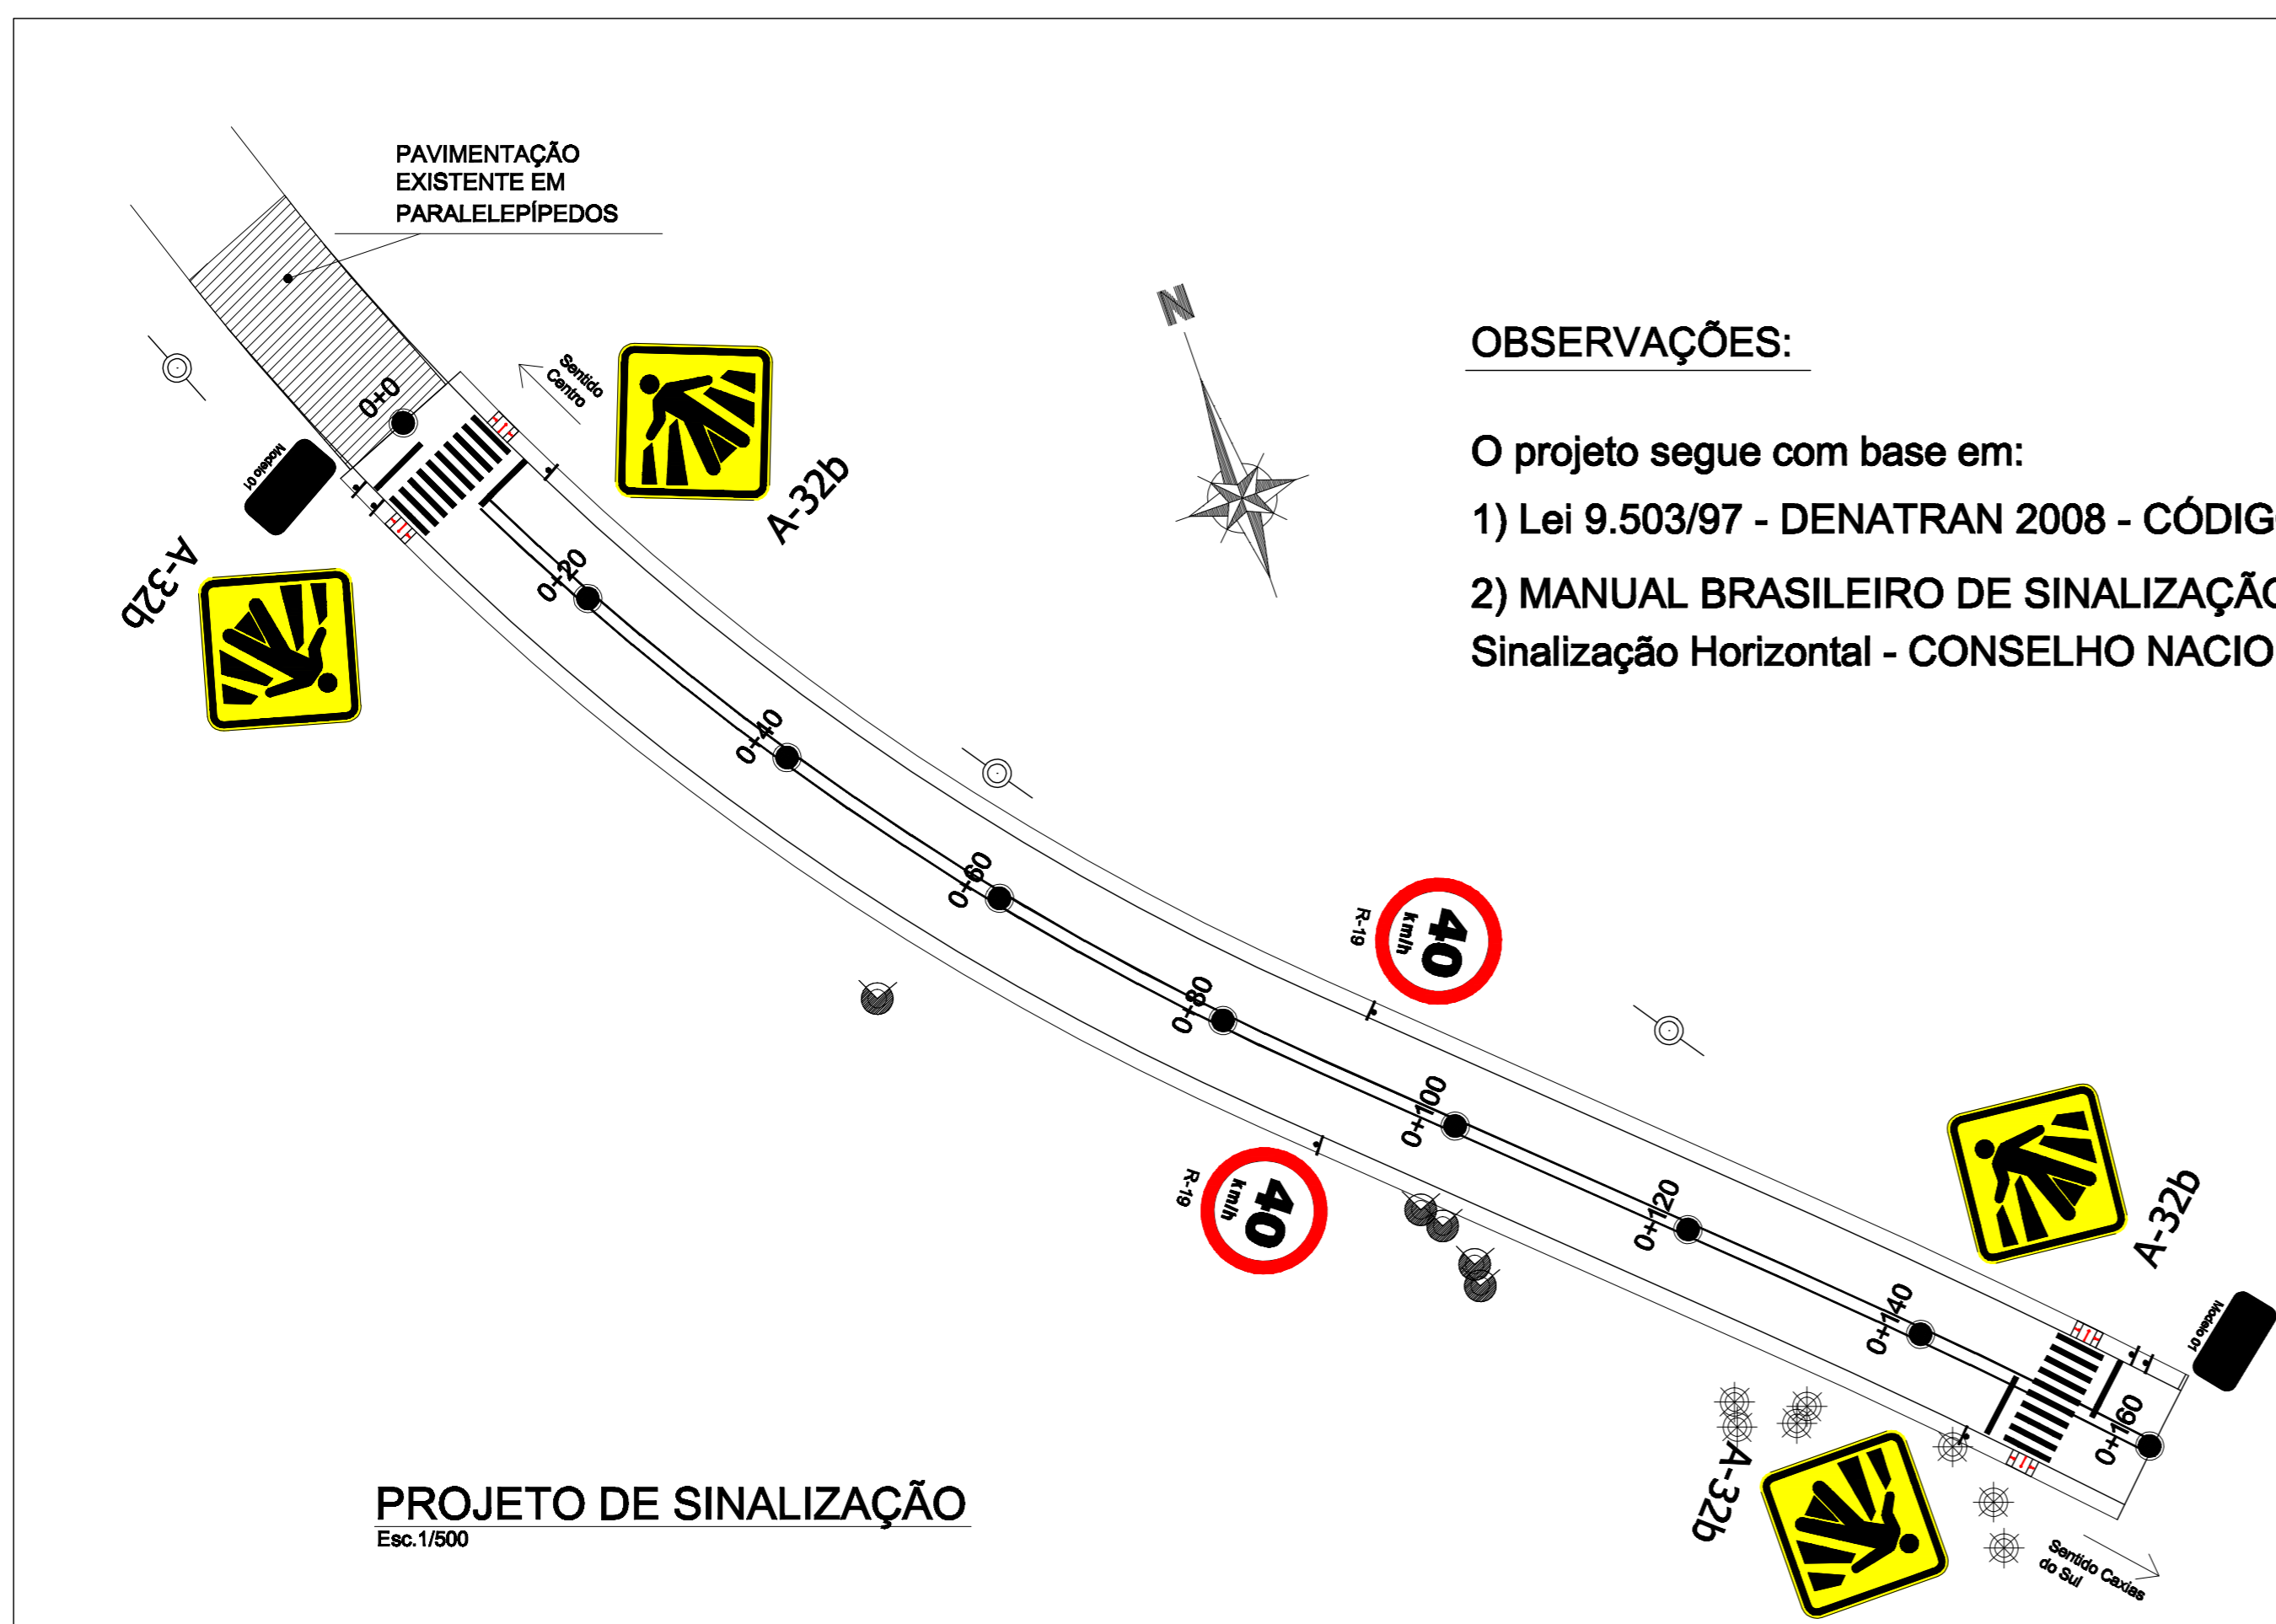 PAVIMENTAÇÃO
EXISTENTE EM
PARALELEPÍPEDOS
Sentido
Centro
A-32b
0+0
Modelo 01
A-32b
N
OBSERVAÇÕES:
O projeto segue com base em:
1) Lei 9.503/97 - DENATRAN 2008 - CÓDIG
2) MANUAL BRASILEIRO DE SINALIZAÇÃO
Sinalização Horizontal - CONSELHO NACIO
0+20
0+40
0+60
0+80
0+100
0+120
0+140
0+160
R-19
40
km/h
R-19
40
km/h
A-32b
Modelo 01
A-32b
Sentido Caxias
do Sul
PROJETO DE SINALIZAÇÃO
Esc.1/500